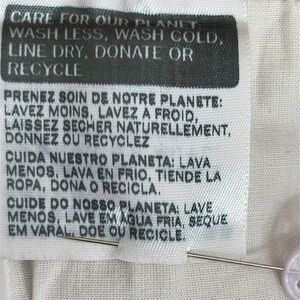 CARE FOR OUR PLANET
WASH LESS, WASH COLD,
LINE DRY, DONATE OR
RECYCLE
PRENEZ SOIN DE NOTRE PLANETE:
LAVEZ MOINS, LAVEZ A FROID,
LAISSEZ SECHER NATURELLEMENT,
DONNEZ OU RECYCLEZ
CUIDA NUESTRO PLANETA: LAVA
MENOS, LAVA EN FRIO, TIENDE LA
ROPA, DONA O RECICLA.
CUIDE DO NOSSO PLANETA: LAVE
MENOS, LAVE EM AGUA FRIA, SEQUE
EM VARAL, DOE OU RECICLE.